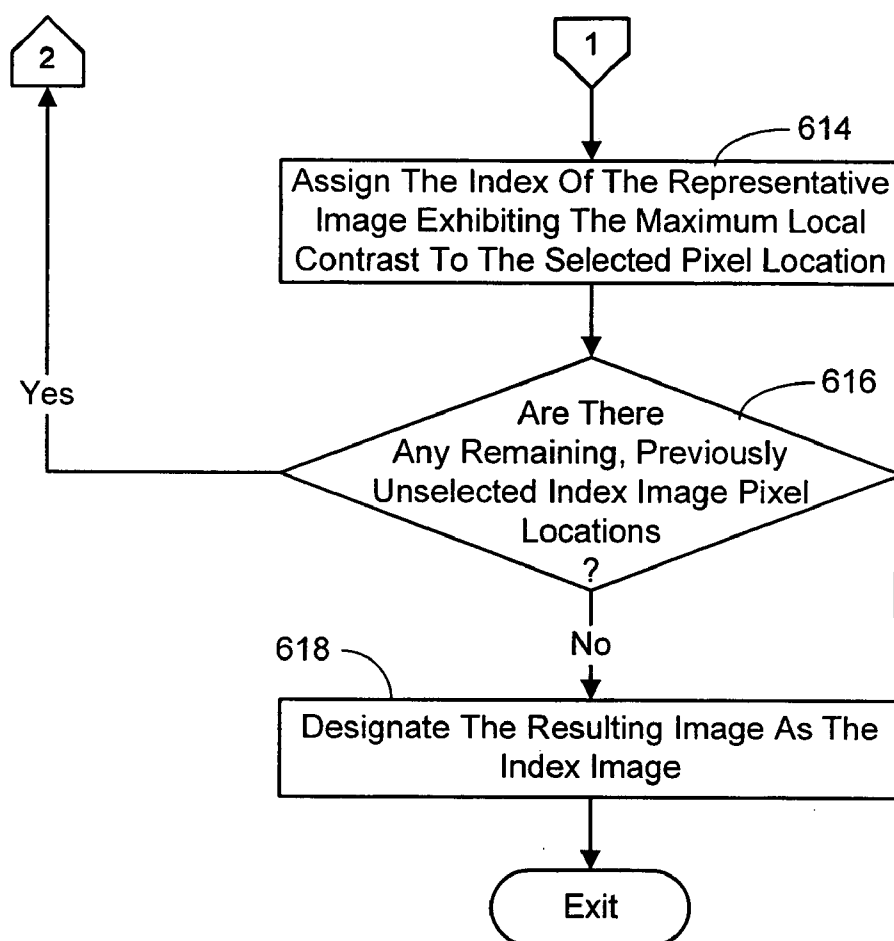 2
1
614
Assign The Index Of The Representative
Image Exhibiting The Maximum Local
Contrast To The Selected Pixel Location
616
Yes
Are There
Any Remaining, Previously
Unselected Index Image Pixel
Locations
?
No
618
Designate The Resulting Image As The
Index Image
Exit